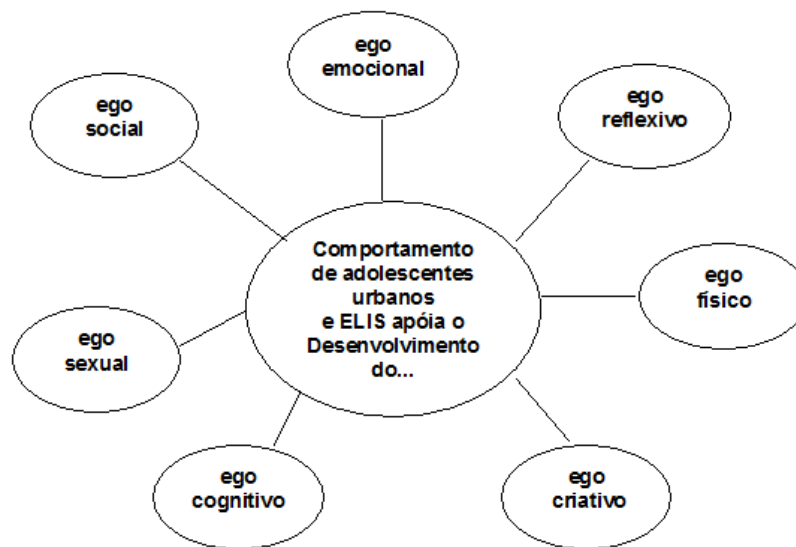 ego
emocional
ego
social
ego
reflexivo
Comportamento
de adolescentes
urbanos
e ELIS apóia o
Desenvolvimento
do...
ego
físico
ego
sexual
ego
cognitivo
ego
criativo